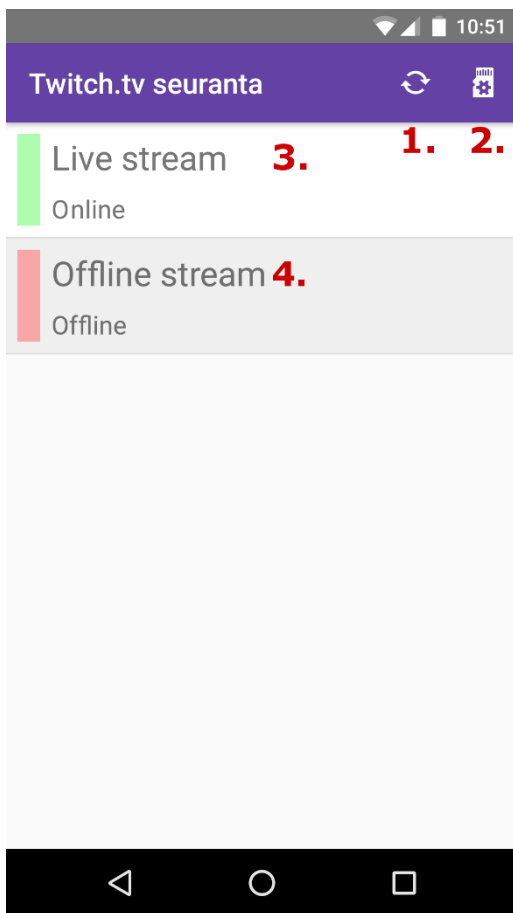 10:51
Twitch.tv seuranta
1. 2.
Live stream 3.
Online
Offline stream 4.
Offline